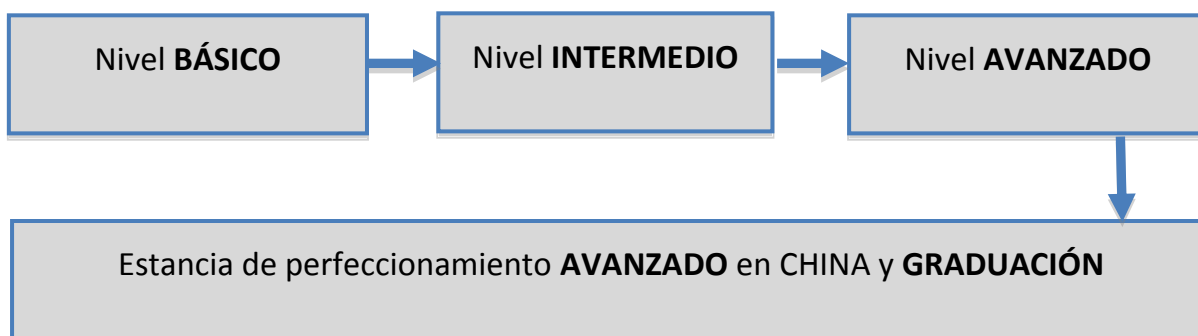 Nivel BÁSICO
Nivel INTERMEDIO
Nivel AVANZADO
Estancia de perfeccionamiento AVANZADO en CHINA y GRADUACIÓN